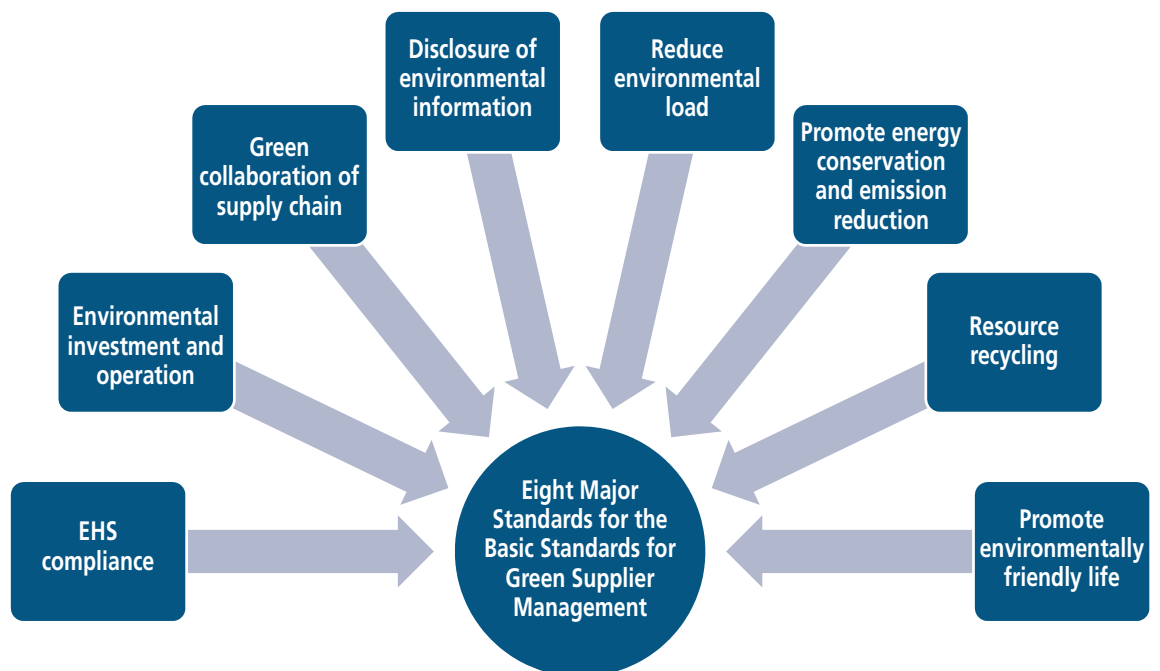 Disclosure of
environmental
information
Reduce
environmental
load
Green
collaboration of
supply chain
Promote energy
conservation
and emission
reduction
Environmental
investment and
operation
Resource
recycling
EHS
compliance
Eight Major
Standards for the
Basic Standards for
Green Supplier
Management
Promote
environmentally
friendly life